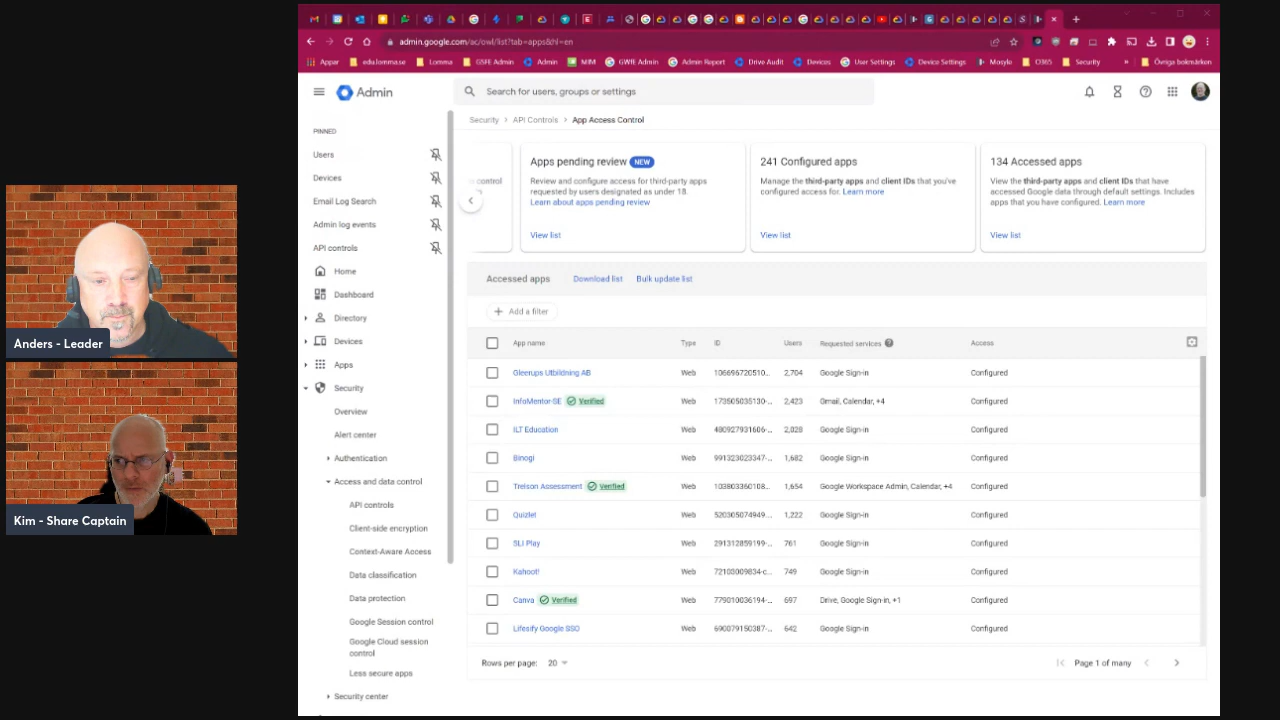 admin.google.com/ac/owl/list?tab=apps&hl=en
Appar
edu.lomma.se
Lomma
GSFE Admin
Admin
MIM
GWfE Admin
Admin Report
Drive Audit
Devices
User Settings
Device Settings
Mosyle
O365
Security
»
Övriga bokmärken
Admin
Search for users, groups or settings
Security > API Controls > App Access Control
PINNED
Users
Devices
Email Log Search
Admin log events
API controls
Home
Dashboard
Directory
Devices
Apps
Security
Overview
Alert center
Authentication
Access and data control
API controls
Client-side encryption
Context-Aware Access
Data classification
Data protection
Google Session control
Google Cloud session
control
Less secure apps
Security center
control
Apps pending review NEW
Review and configure access for third-party apps
requested by users designated as under 18.
Learn about apps pending review
View list
241 Configured apps
Manage the third-party apps and client IDs that you've
configured access for. Learn more
View list
134 Accessed apps
View the third-party apps and client IDs that have
accessed Google data through default settings. Includes
apps that you have configured. Learn more
View list
Accessed apps Download list Bulk update list
+ Add a filter
App name Type ID Users Requested services Access
Gleerups Utbildning AB Web 106696720510... 2,704 Google Sign-in Configured
InfoMentor-SE Verified Web 173505035130-... 2,423 Gmail, Calendar, +4 Configured
ILT Education Web 480927931606-... 2,028 Google Sign-in Configured
Binogi Web 991323023347-... 1,682 Google Sign-in Configured
Trelson Assessment Verified Web 103803360108... 1,654 Google Workspace Admin, Calendar, +4 Configured
Quizlet Web 520305074949... 1,222 Google Sign-in Configured
SLI Play Web 291312859199-... 761 Google Sign-in Configured
Kahoot! Web 72103009834-c... 749 Google Sign-in Configured
Canva Verified Web 779010036194-... 697 Drive, Google Sign-in, +1 Configured
Lifesify Google SSO Web 690079150387-... 642 Google Sign-in Configured
Rows per page: 20
Page 1 of many
Anders - Leader
Kim - Share Captain